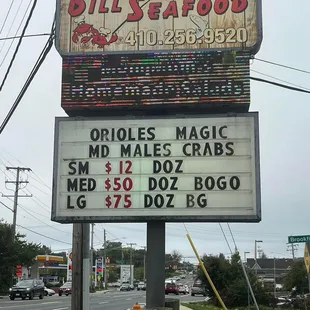 BILL SEAFOOD
410.256.9520
Homemade Salads
ORIOLES MAGIC
MD MALES CRABS
SM $12 DOZ
MED $50 DOZ BOGO
LG $75 DOZ BG